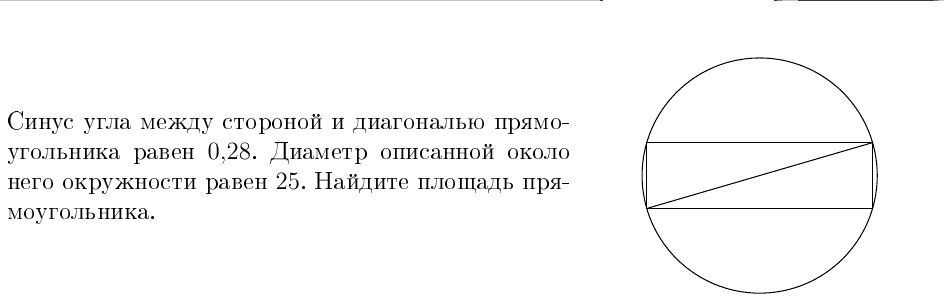 Синус угла между стороной и диагональю прямо-
угольника равен 0,28. Диаметр описанной около
него окружности равен 25. Найдите площадь пря-
моугольника.